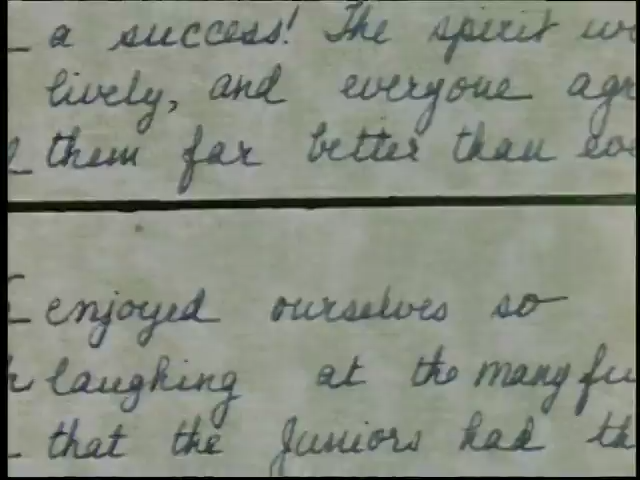 a success! The spirit
lively, and everyone
them far better than
enjoyed ourselves so
laughing at the many
that the Juniors had